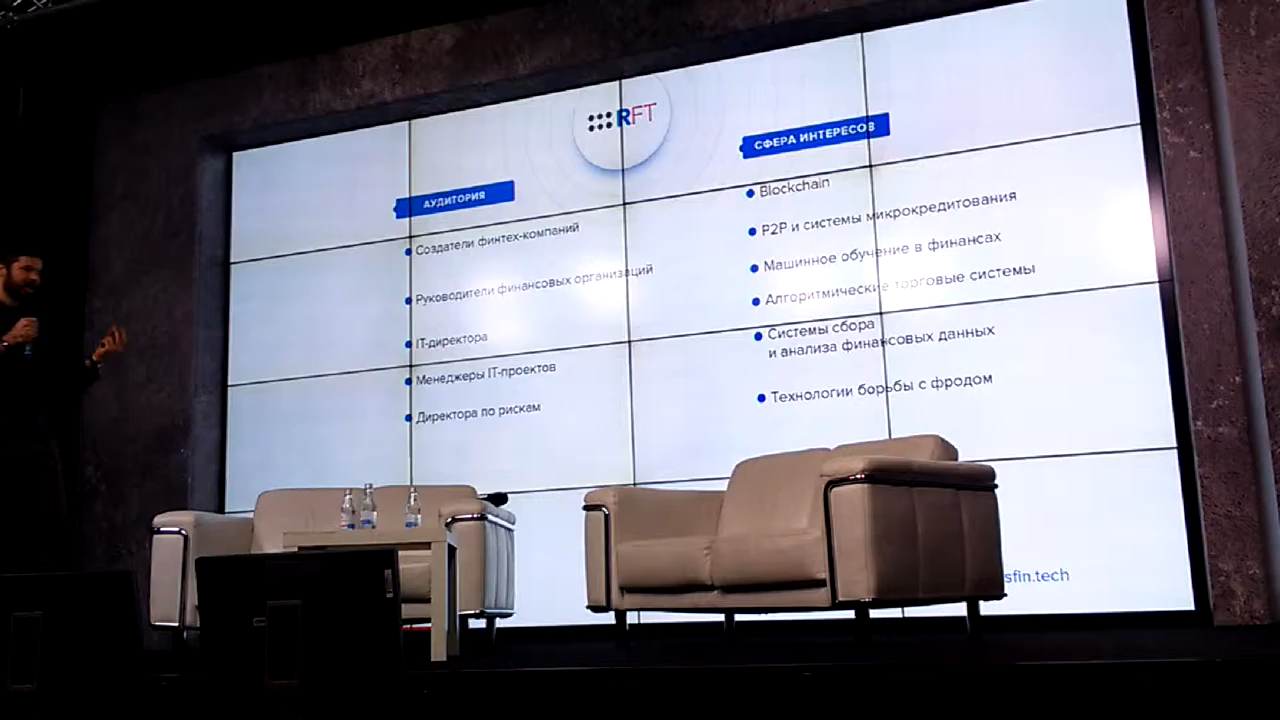 RFT
АУДИТОРИЯ
Создатели финтех-компаний
Руководители финансовых организаций
IT-директора
Менеджеры IT-проектов
Директора по рискам
СФЕРА ИНТЕРЕСОВ
Blockchain
P2P и системы микрокредитования
Машинное обучение в финансах
Алгоритмические торговые системы
Системы сбора
и анализа финансовых данных
Технологии борьбы с фродом
sfin.tech